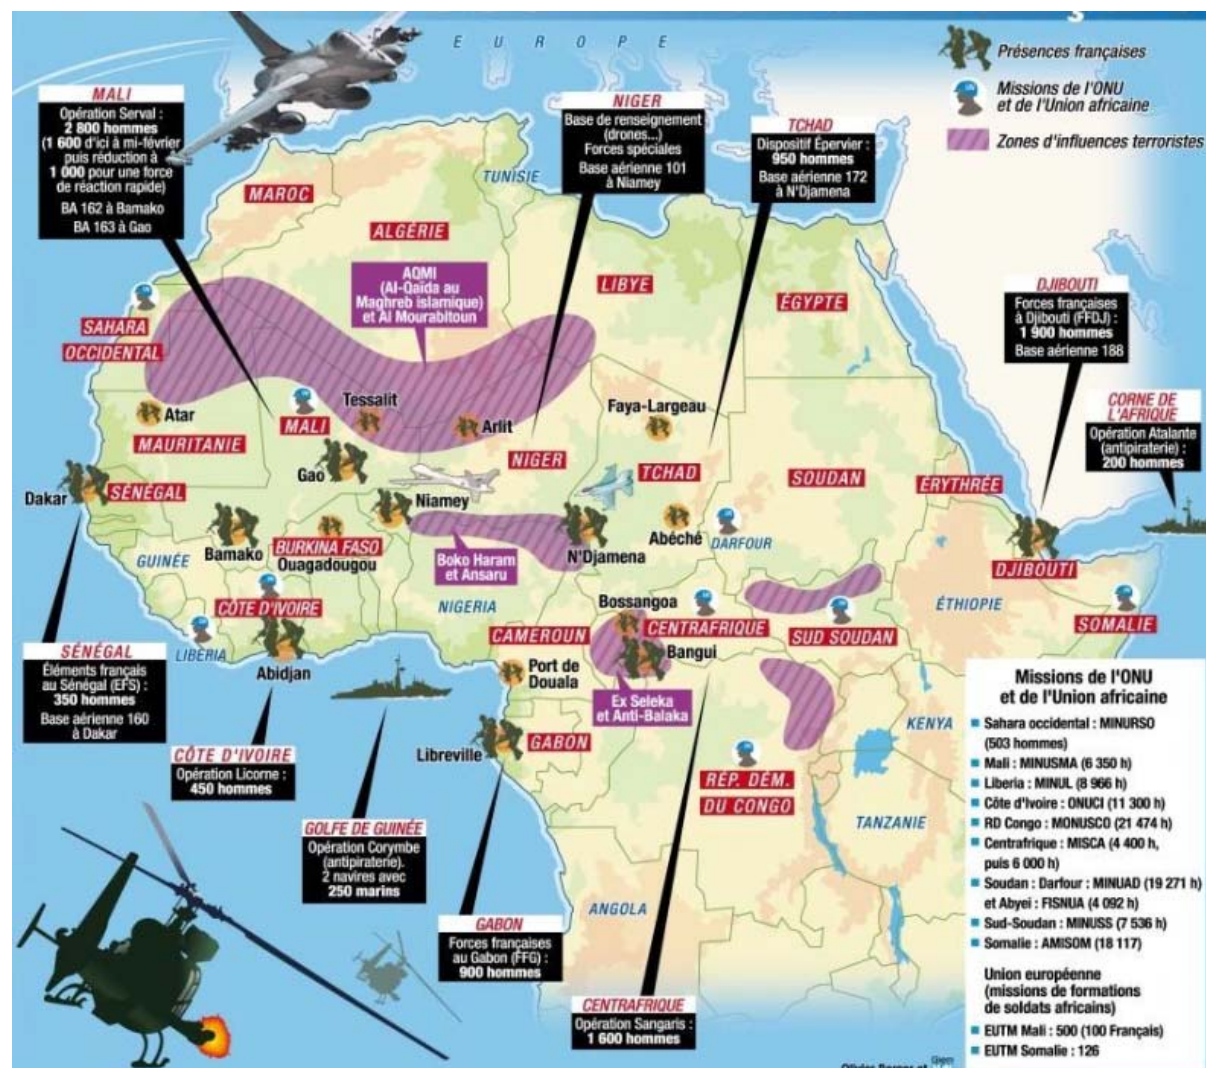 EUROPE
Présences françaises
Missions de l'ONU
et de l'Union africaine
Zones d'influences terroristes
MALI
Opération Serval :
2 800 hommes
(1 600 d'ici à mi-février
puis réduction à
1 000 pour une force
de réaction rapide)
BA 162 à Bamako
BA 163 à Gao
NIGER
Base de renseignement
(drones...)
Forces spéciales
Base aérienne 101
à Niamey
TCHAD
Dispositif Épervier :
950 hommes
Base aérienne 172
à N'Djamena
DJIBOUTI
Forces françaises
à Djibouti (FFDJ) :
1 900 hommes
Base aérienne 188
CORNE DE
L'AFRIQUE
Opération Atalante
(antipiraterie) :
200 hommes
TUNISIE
MAROC
ALGÉRIE
LIBYE
ÉGYPTE
AQMI
(Al-Qaïda au
Maghreb islamique)
et Al Mourabitoun
SAHARA
OCCIDENTAL
Atar
MAURITANIE
MALI
Tessalit
Arlit
NIGER
Faya-Largeau
TCHAD
SOUDAN
ÉRYTHRÉE
Gao
Dakar
SÉNÉGAL
Niamey
Bamako
BURKINA FASO
Ouagadougou
N'Djamena
Abéché
DARFOUR
GUINÉE
Boko Haram
et Ansaru
DJIBOUTI
CÔTE D'IVOIRE
NIGERIA
Bossangoa
ÉTHIOPIE
CAMEROUN
CENTRAFRIQUE
SUD SOUDAN
SOMALIE
LIBERIA
Abidjan
Port de
Douala
Bangui
Ex Seleka
et Anti-Balaka
Libreville
GABON
KENYA
RÉP. DÉM.
DU CONGO
TANZANIE
ANGOLA
SÉNÉGAL
Éléments français
au Sénégal (EFS) :
350 hommes
Base aérienne 160
à Dakar
CÔTE D'IVOIRE
Opération Licorne :
450 hommes
GOLFE DE GUINÉE
Opération Corymbe
(antipiraterie).
2 navires avec
250 marins
GABON
Forces françaises
au Gabon (FFG) :
900 hommes
CENTRAFRIQUE
Opération Sangaris :
1 600 hommes
Missions de l'ONU
et de l'Union africaine
Sahara occidental : MINURSO
(503 hommes)
Mali : MINUSMA (6 350 h)
Liberia : MINUL (8 966 h)
Côte d'Ivoire : ONUCI (11 300 h)
RD Congo : MONUSCO (21 474 h)
Centrafrique : MISCA (4 400 h,
puis 6 000 h)
Soudan : Darfour : MINUAD (19 271 h)
et Abyei : FISNUA (4 092 h)
Sud-Soudan : MINUSS (7 536 h)
Somalie : AMISOM (18 117)
Union européenne
(missions de formations
de soldats africains)
EUTM Mali : 500 (100 Français)
EUTM Somalie : 126